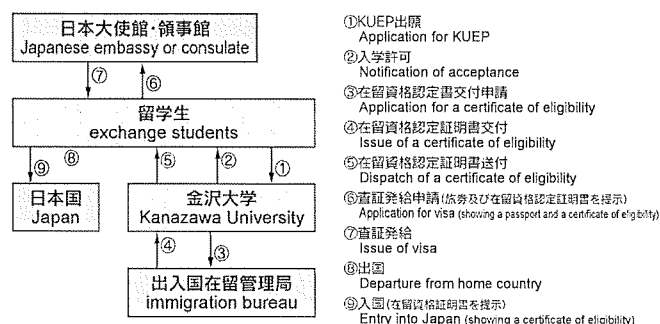 日本大使館・領事館
Japanese embassy or consulate
⑦
⑥
留学生
exchange students
⑨
⑧
⑤
②
①
日本国
Japan
金沢大学
Kanazawa University
④
③
出入国在留管理局
immigration bureau
①KUEP出願
Application for KUEP
②入学許可
Notification of acceptance
③在留資格認定書交付申請
Application for a certificate of eligibility
④在留資格認定証明書交付
Issue of a certificate of eligibility
⑤在留資格認定証明書送付
Dispatch of a certificate of eligibility
⑥査証発給申請(旅券及び在留資格認定証明書を提示)
Application for visa (showing a passport and a certificate of eligibility)
⑦査証発給
Issue of visa
⑧出国
Departure from home country
⑨入国(在留資格証明書を提示)
Entry into Japan (showing a certificate of eligibility)